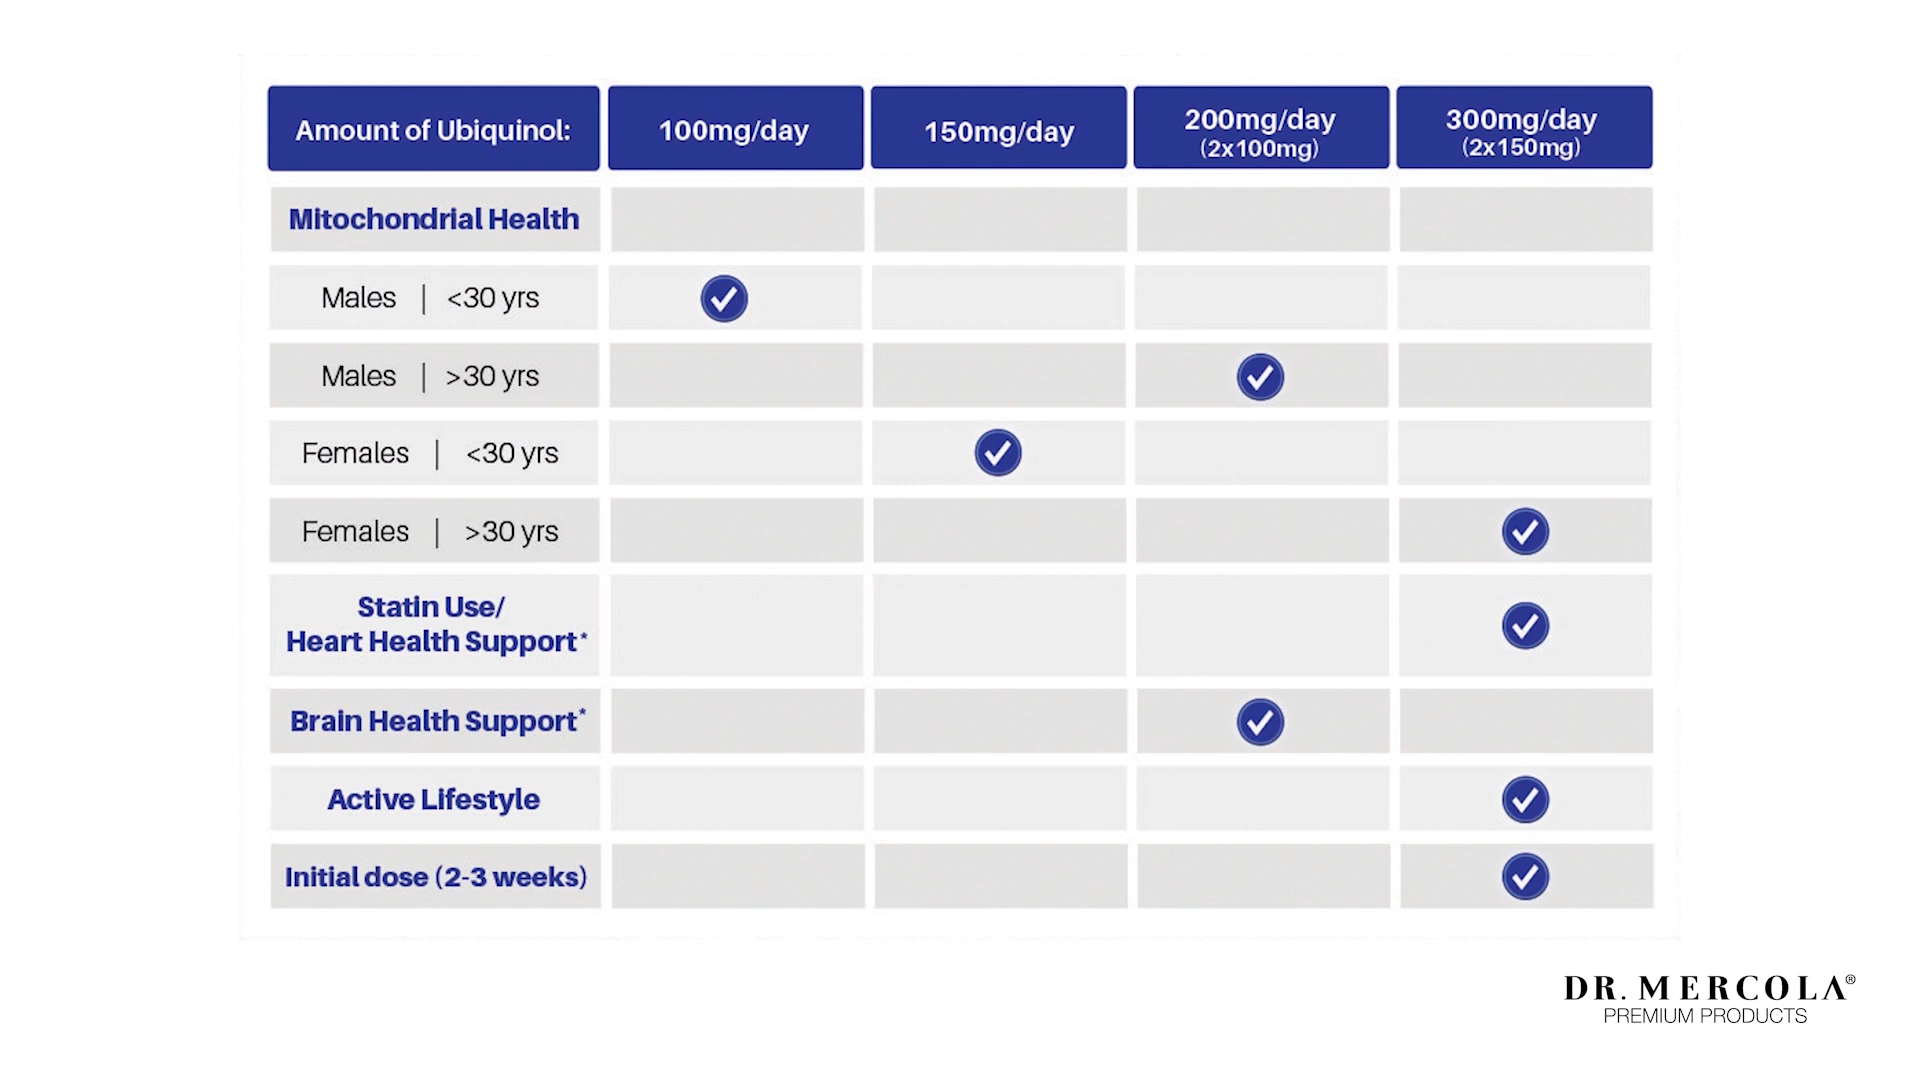 Amount of Ubiquinol: 100mg/day 150mg/day 200mg/day (2x100mg) 300mg/day (2x150mg)
Mitochondrial Health
Males | <30 yrs
Males | >30 yrs
Females | <30 yrs
Females | >30 yrs
Statin Use/
Heart Health Support*
Brain Health Support*
Active Lifestyle
Initial dose (2-3 weeks)
DR. MERCOLA®
PREMIUM PRODUCTS